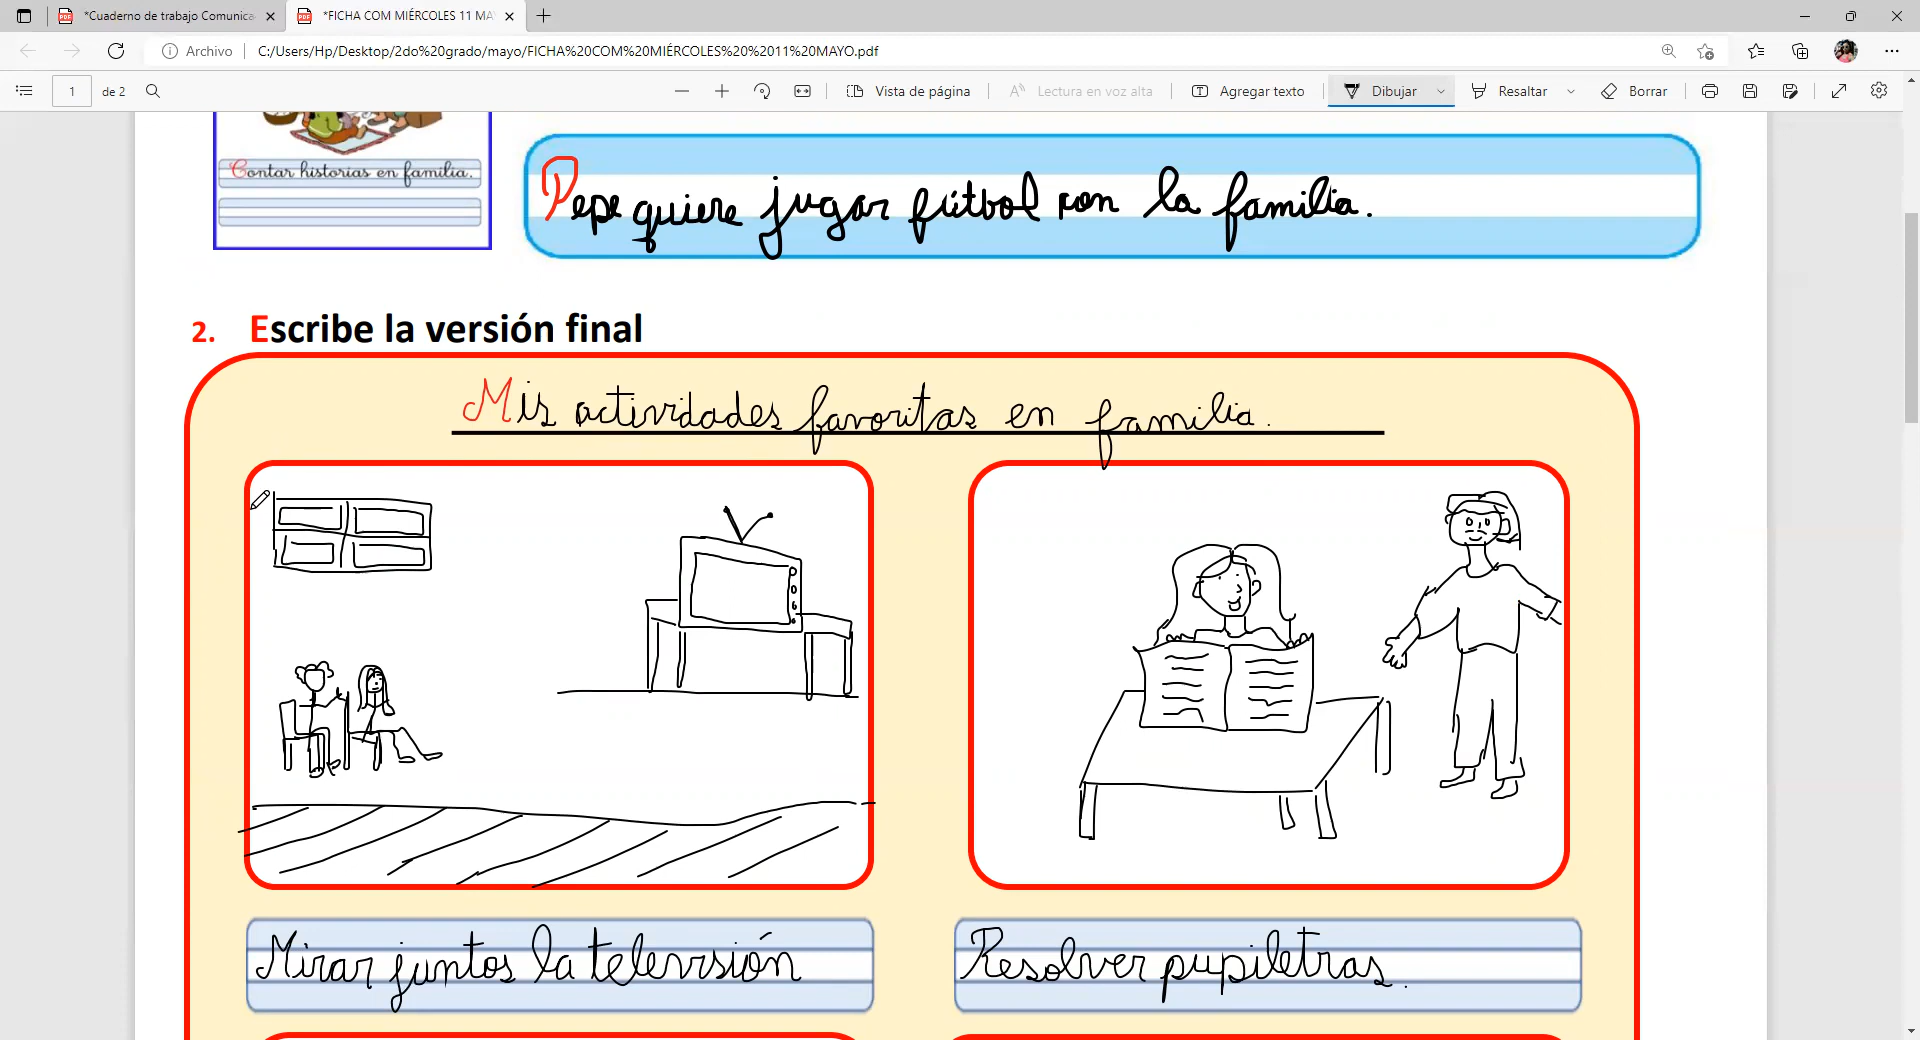 *Cuaderno de trabajo Comunica
*FICHA COM MIÉRCOLES 11 MA
Archivo
C:/Users/Hp/Desktop/2do%20grado/mayo/FICHA%20COM%20MIÉRCOLES%20%2011%20MAYO.pdf
1 de 2
Vista de página
Lectura en voz alta
Agregar texto
Dibujar
Resaltar
Borrar
Contar historias en familia.
Pepe quiere jugar fútbol con la familia.
2. Escribe la versión final
Mis actividades favoritas en familia.
Mirar juntos la televisión
Resolver pupiletras.